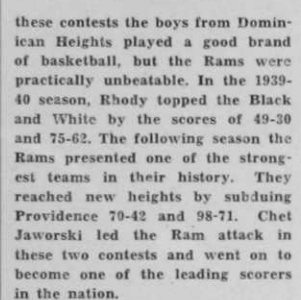 these contests the boys from Domin-
ican Heights played a good brand
of basketball, but the Rams were
practically unbeatable. In the 1939-
40 season, Rhody topped the Black
and White by the scores of 49-30
and 75-62. The following season the
Rams presented one of the strong-
est teams in their history. They
reached new heights by subduing
Providence 70-42 and 98-71. Chet
Jaworski led the Ram attack in
these two contests and went on to
become one of the leading scorers
in the nation.